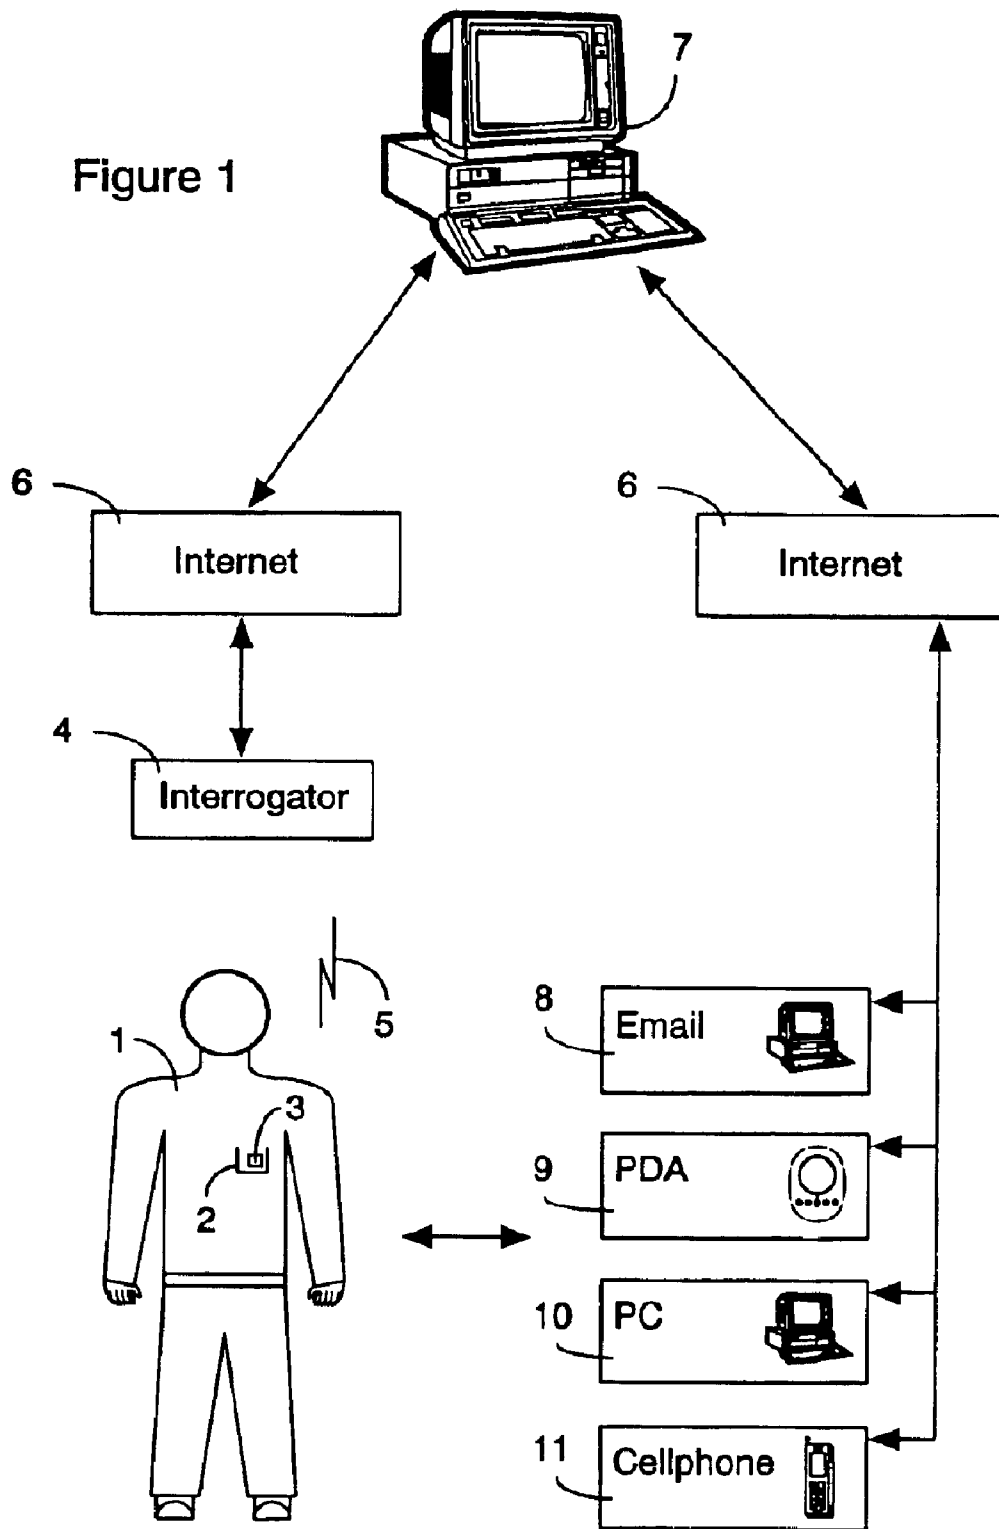 7
Figure 1
6
Internet
6
Internet
4
Interrogator
5
1
3
2
8
Email
9
PDA
10
PC
11
Cellphone